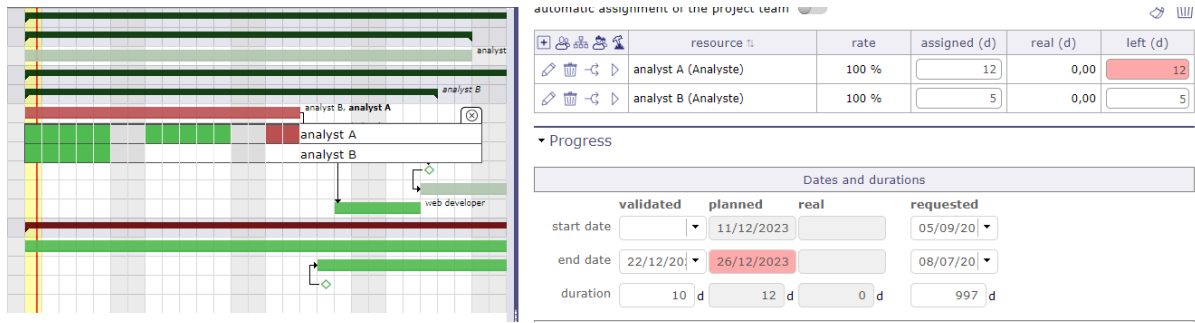 analyst
analyst B
analyst B, analyst A
analyst A
analyst B
web developer
automatic assignment of the project team
resource rate assigned (d) real (d) left (d)
analyst A (Analyste) 100 % 12 0,00 12
analyst B (Analyste) 100 % 5 0,00 5
Progress
Dates and durations
validated planned real requested
start date 11/12/2023 05/09/20
end date 22/12/20 26/12/2023 08/07/20
duration 10 d 12 d 0 d 997 d